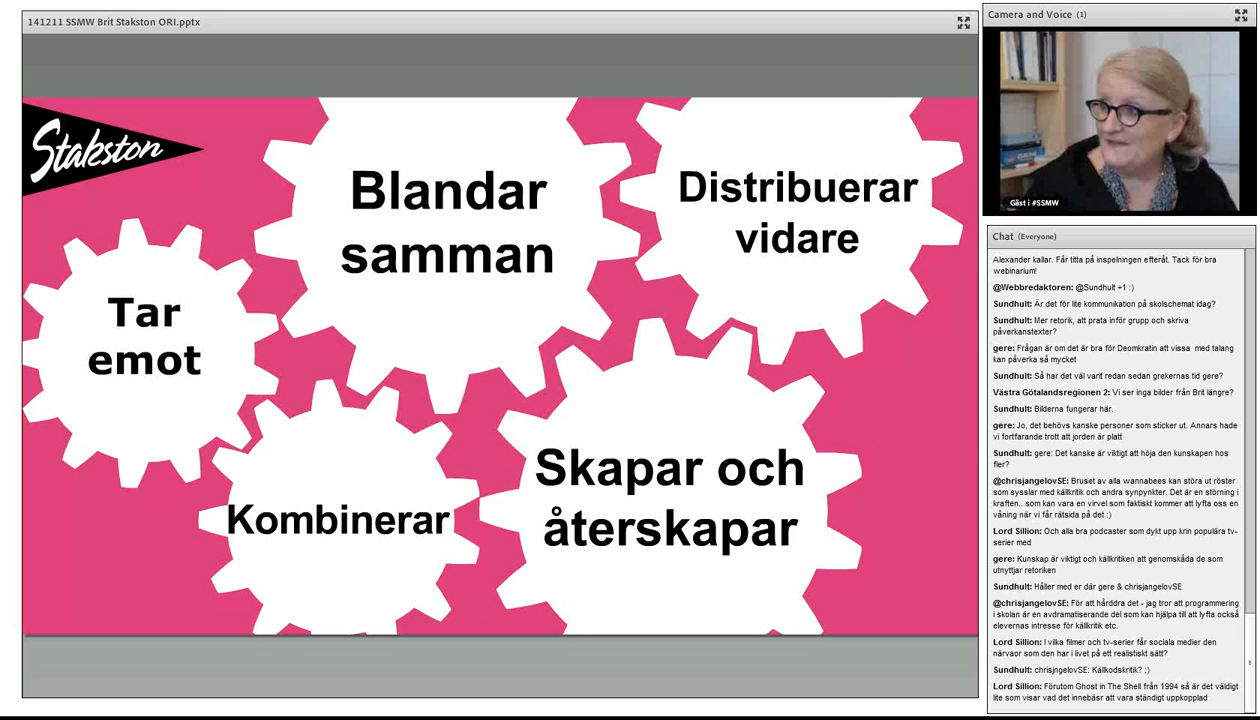 141211 SSMW Brit Stakston ORI.pptx
Stakston
Blandar
samman
Distribuerar
vidare
Tar
emot
Kombinerar
Skapar och
återskapar
Camera and Voice (1)
Gäst i #SSMW
Chat (Everyone)
Alexander kallar. Får titta på inspelningen efteråt. Tack för bra
webinarium!
@Webbredaktoren: @Sundhult +1 :)
Sundhult: Är det för lite kommunikation på skolschemat idag?
Sundhult: Mer retorik, att prata inför grupp och skriva
påverkanstexter?
gere: Frågan är om det är bra för Deomkratin att vissa med talang
kan påverka så mycket
Sundhult: Så har det väl varit redan sedan grekernas tid gere?
Västra Götalandsregionen 2: Vi ser inga bilder från Brit längre?
Sundhult: Bilderna fungerar här.
gere: Jo, det behövs kanske personer som sticker ut. Annars hade
vi fortfarande trott att jorden är platt
Sundhult: gere: Det kanske är viktigt att höja den kunskapen hos
fler?
@chrisjangelovSE: Bruset av alla wannabees kan störa ut röster
som sysslar med källkritik och andra synpynkter. Det är en störning i
kraften.. som kan vara en virvel som faktiskt kommer att lyfta oss en
våning när vi får rätsida på det :)
Lord Sillion: Och alla bra podcaster som dykt upp krin populära tv-
serier med
gere: Kunskap är viktigt och källkritiken att genomskåda de som
utnyttjar retoriken
Sundhult: Håller med er där gere & chrisjangelovSE
@chrisjangelovSE: För att hårddra det - jag tror att programmering
i skolan är en avdramatiserande del som kan hjälpa till att lyfta också
elevernas intresse för källkritik etc.
Lord Sillion: I vilka filmer och tv-serier får sociala medier den
närvaor som den har i livet på ett realistiskt sätt?
Sundhult: chrisjngelovSE: Källkodskritik? ;)
Lord Sillion: Förutom Ghost in The Shell från 1994 så är det väldigt
lite som visar vad det innebäsr att vara ständigt uppkopplad